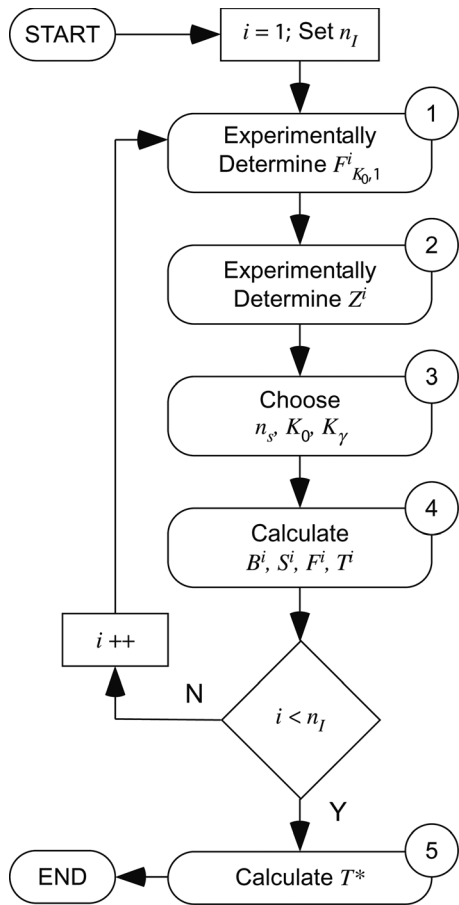 START
i = 1; Set n_I
1
Experimentally
Determine F^i_{K_0,1}
2
Experimentally
Determine Z^i
3
Choose
n_s, K_0, K_γ
4
Calculate
B^i, S^i, F^i, T^i
i ++
N
i < n_I
Y
5
END
Calculate T*